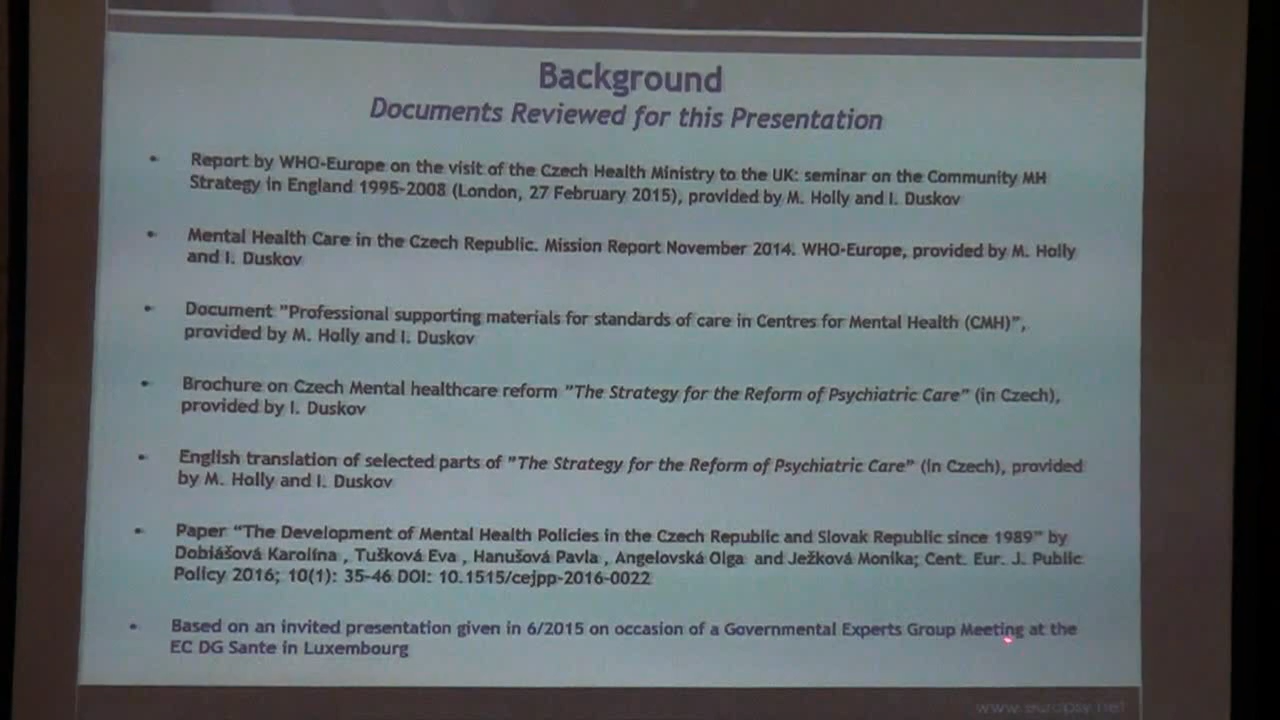 Background
Documents Reviewed for this Presentation
• Report by WHO-Europe on the visit of the Czech Health Ministry to the UK: seminar on the Community MH
Strategy in England 1995-2008 (London, 27 February 2015), provided by M. Holly and I. Duskov
• Mental Health Care in the Czech Republic. Mission Report November 2014. WHO-Europe, provided by M. Holly
and I. Duskov
• Document "Professional supporting materials for standards of care in Centres for Mental Health (CMH)",
provided by M. Holly and I. Duskov
• Brochure on Czech Mental healthcare reform "The Strategy for the Reform of Psychiatric Care" (in Czech),
provided by I. Duskov
• English translation of selected parts of "The Strategy for the Reform of Psychiatric Care" (in Czech), provided
by M. Holly and I. Duskov
• Paper "The Development of Mental Health Policies in the Czech Republic and Slovak Republic since 1989" by
Dobiášová Karolína , Tušková Eva , Hanušová Pavla , Angelovská Olga and Ježková Monika; Cent. Eur. J. Public
Policy 2016; 10(1): 35-46 DOI: 10.1515/cejpp-2016-0022
• Based on an invited presentation given in 6/2015 on occasion of a Governmental Experts Group Meeting at the
EC DG Sante in Luxembourg
www.europsy.net